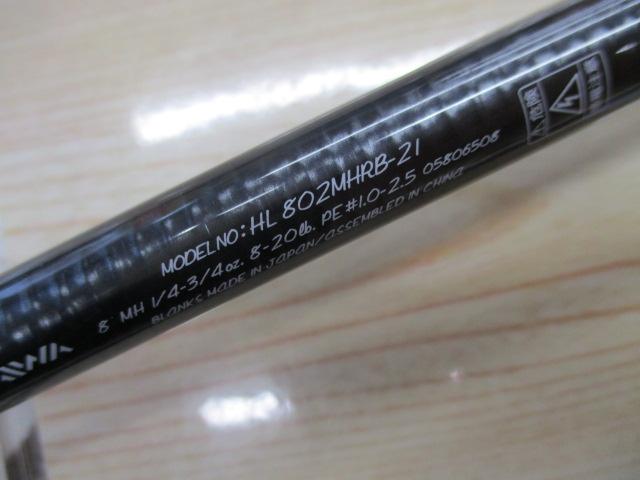 MODEL NO: HL 802MHRB-21
8' MH 1/4-3/4oz. 8-20lb. PE #1.0-2.5 05806508
BLANKS MADE IN JAPAN/ASSEMBLED IN CHINA